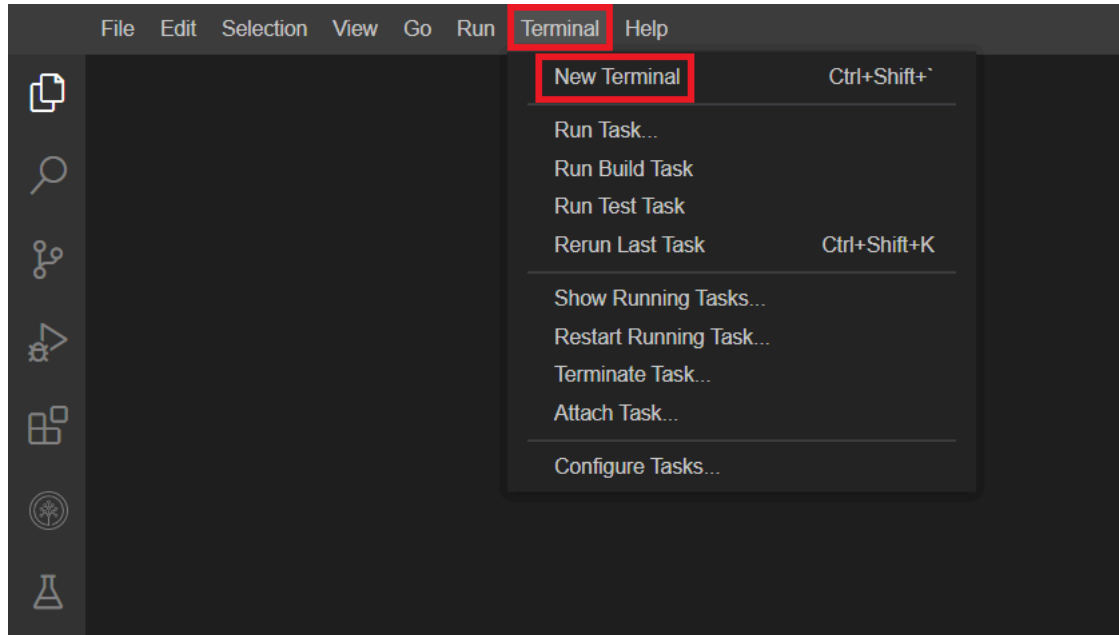 File Edit Selection View Go Run Terminal Help
New Terminal Ctrl+Shift+`
Run Task...
Run Build Task
Run Test Task
Rerun Last Task Ctrl+Shift+K
Show Running Tasks...
Restart Running Task...
Terminate Task...
Attach Task...
Configure Tasks...